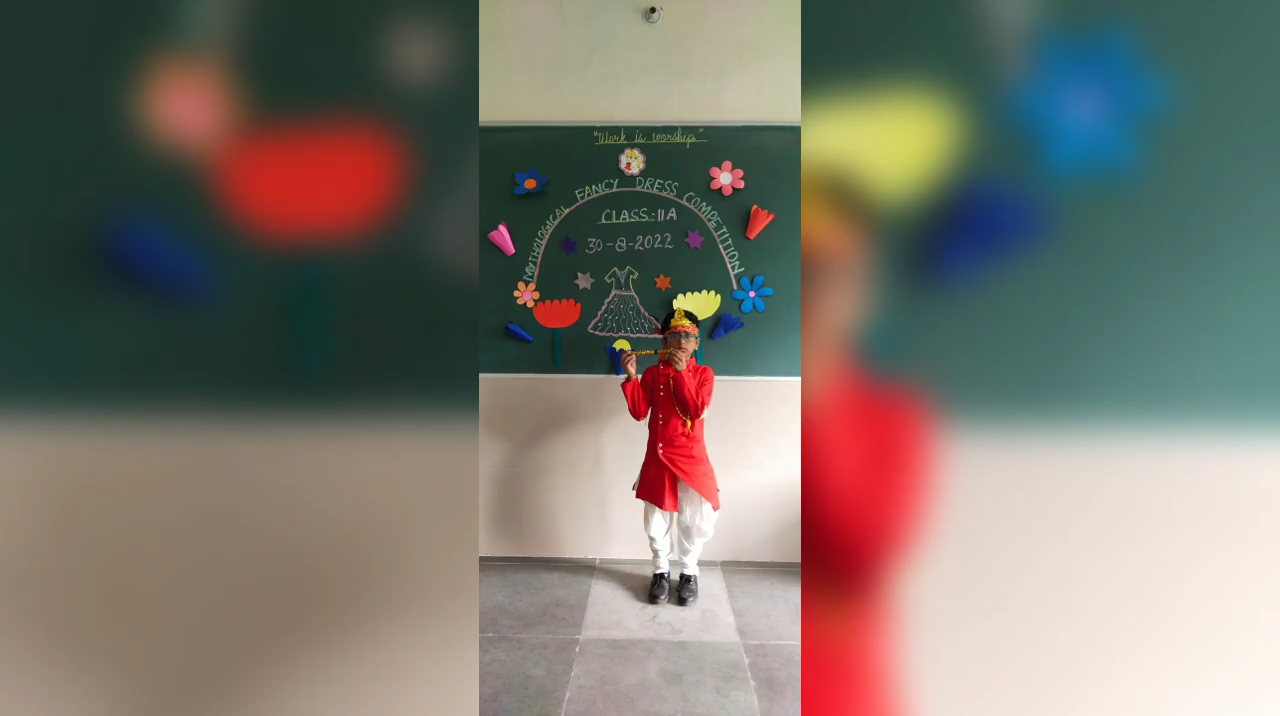 "Work is worship"
MYTHOLOGICAL FANCY DRESS COMPETITION
CLASS-IIA
30-8-2022